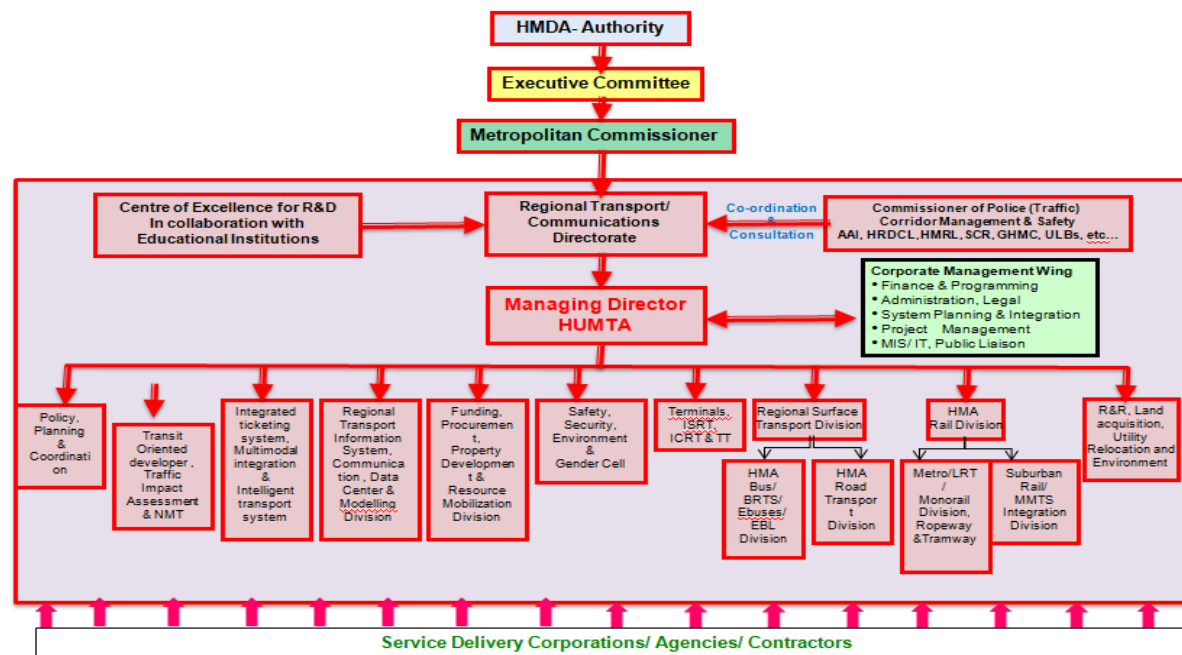 HMDA- Authority
Executive Committee
Metropolitan Commissioner
Centre of Excellence for R&D
In collaboration with
Educational Institutions
Regional Transport/
Communications
Directorate
Co-ordination
&
Consultation
Commissioner of Police (Traffic)
Corridor Management & Safety
AAI, HRDCL,HMRL,SCR, GHMC, ULBs, etc...
Managing Director
HUMTA
Corporate Management Wing
• Finance & Programming
• Administration, Legal
• System Planning & Integration
• Project Management
• MIS/ IT, Public Liaison
Policy,
Planning
&
Coordinati
on
Transit
Oriented developer ,
Traffic
Impact
Assessment
& NMT
Integrated
ticketing
system,
Multimodal
integration
&
Intelligent
transport
system
Regional
Transport
Information
System,
Communica
tion , Data
Center &
Modelling
Division
Funding,
Procuremen
t,
Property
Developmen
t &
Resource
Mobilization
Division
Safety,
Security,
Environment
&
Gender Cell
Terminals,
ISRT,
ICRT & TT
Regional Surface
Transport Division
HMA
Bus/
BRTS/
Ebuses/
EBL
Division
HMA
Road
Transpor
t
Division
HMA
Rail Division
Metro/LRT
/
Monorail
Division,
Ropeway
&Tramway
Suburban
Rail/
MMTS
Integration
Division
R&R, Land
acquisition,
Utility
Relocation and
Environment
Service Delivery Corporations/ Agencies/ Contractors